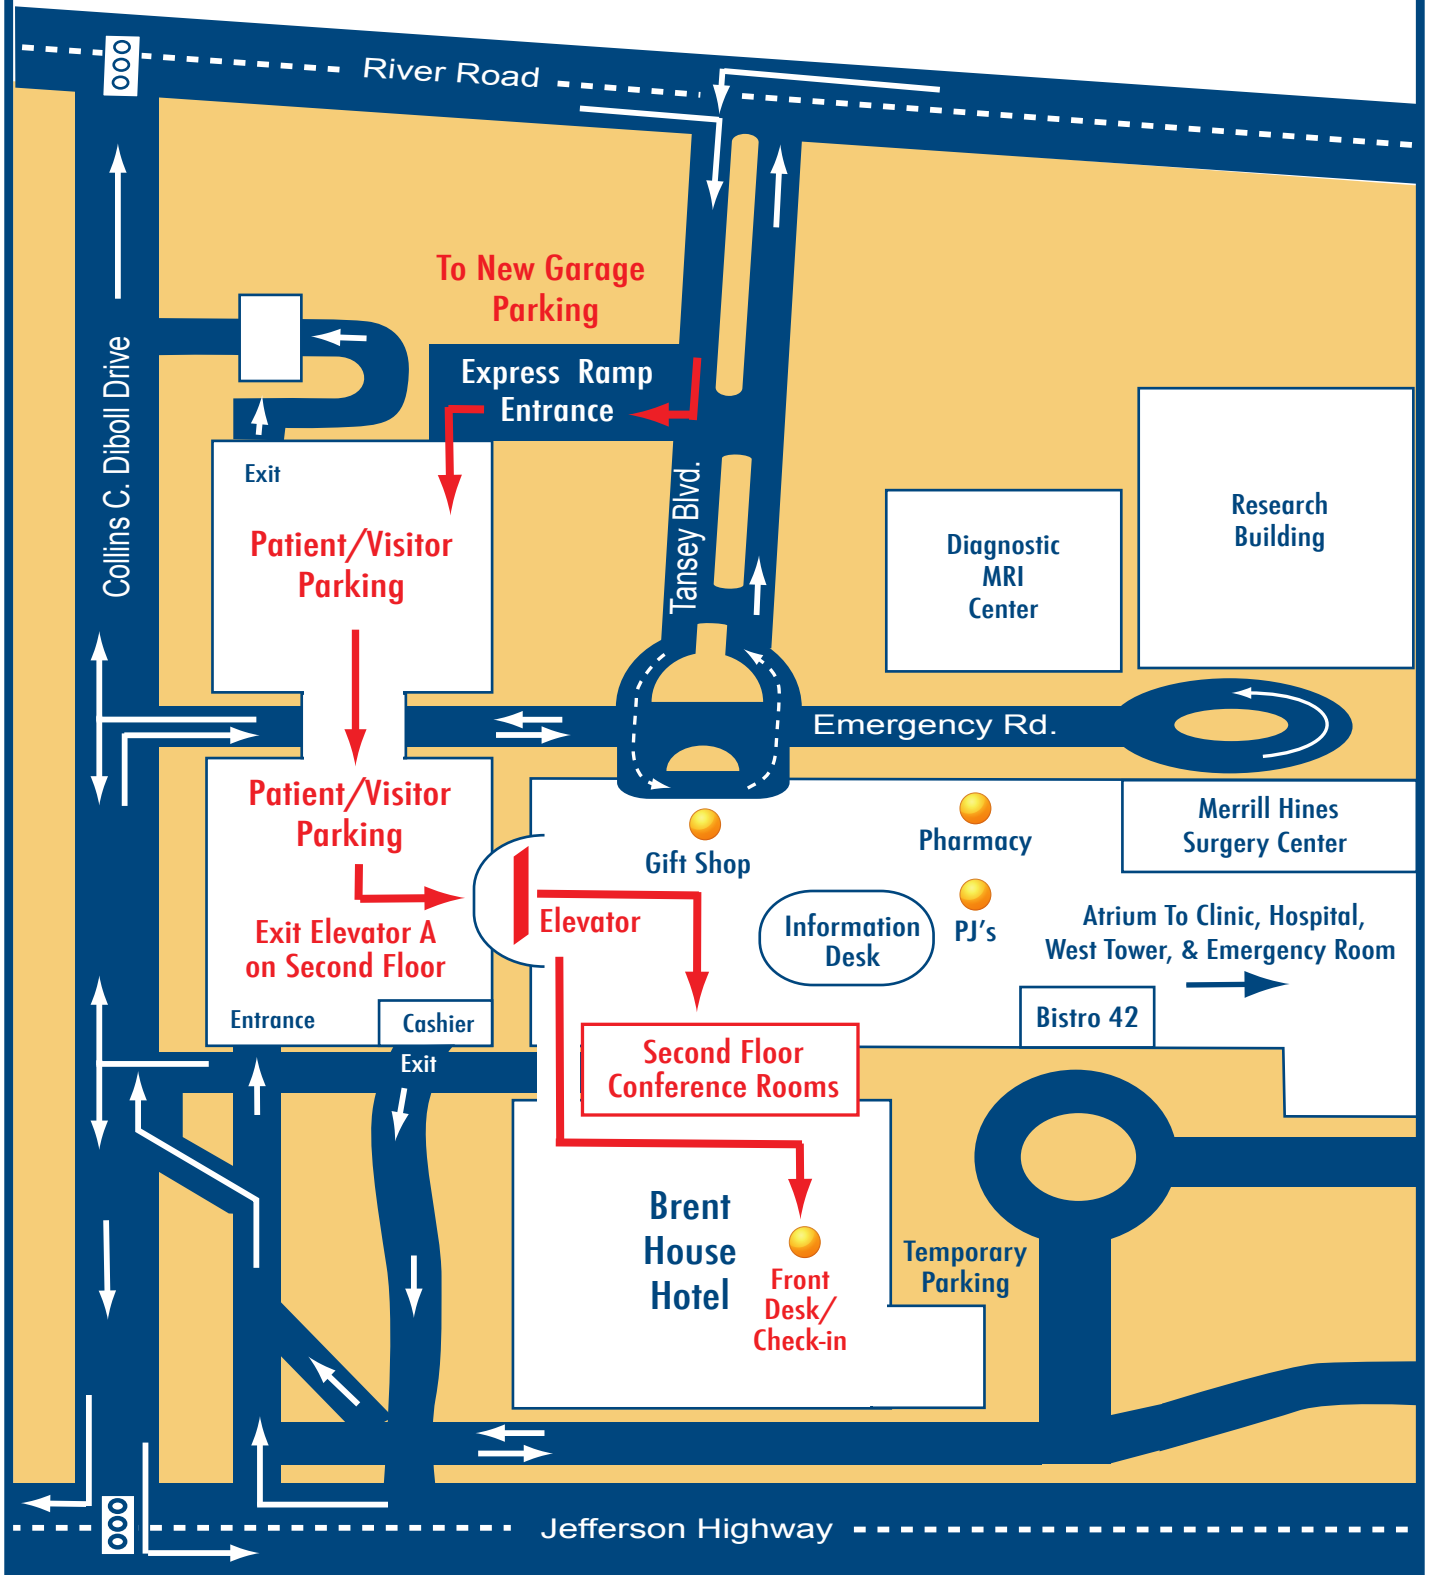 River Road
To New Garage
Parking
Express Ramp
Entrance
Collins C. Diboll Drive
Tansey Blvd.
Exit
Patient/Visitor
Parking
Diagnostic
MRI
Center
Research
Building
Emergency Rd.
Patient/Visitor
Parking
Exit Elevator A
on Second Floor
Entrance
Cashier
Exit
Elevator
Gift Shop
Pharmacy
Information
Desk
PJ's
Merrill Hines
Surgery Center
Atrium To Clinic, Hospital,
West Tower, & Emergency Room
Bistro 42
Second Floor
Conference Rooms
Brent
House
Hotel
Front
Desk/
Check-in
Temporary
Parking
Jefferson Highway